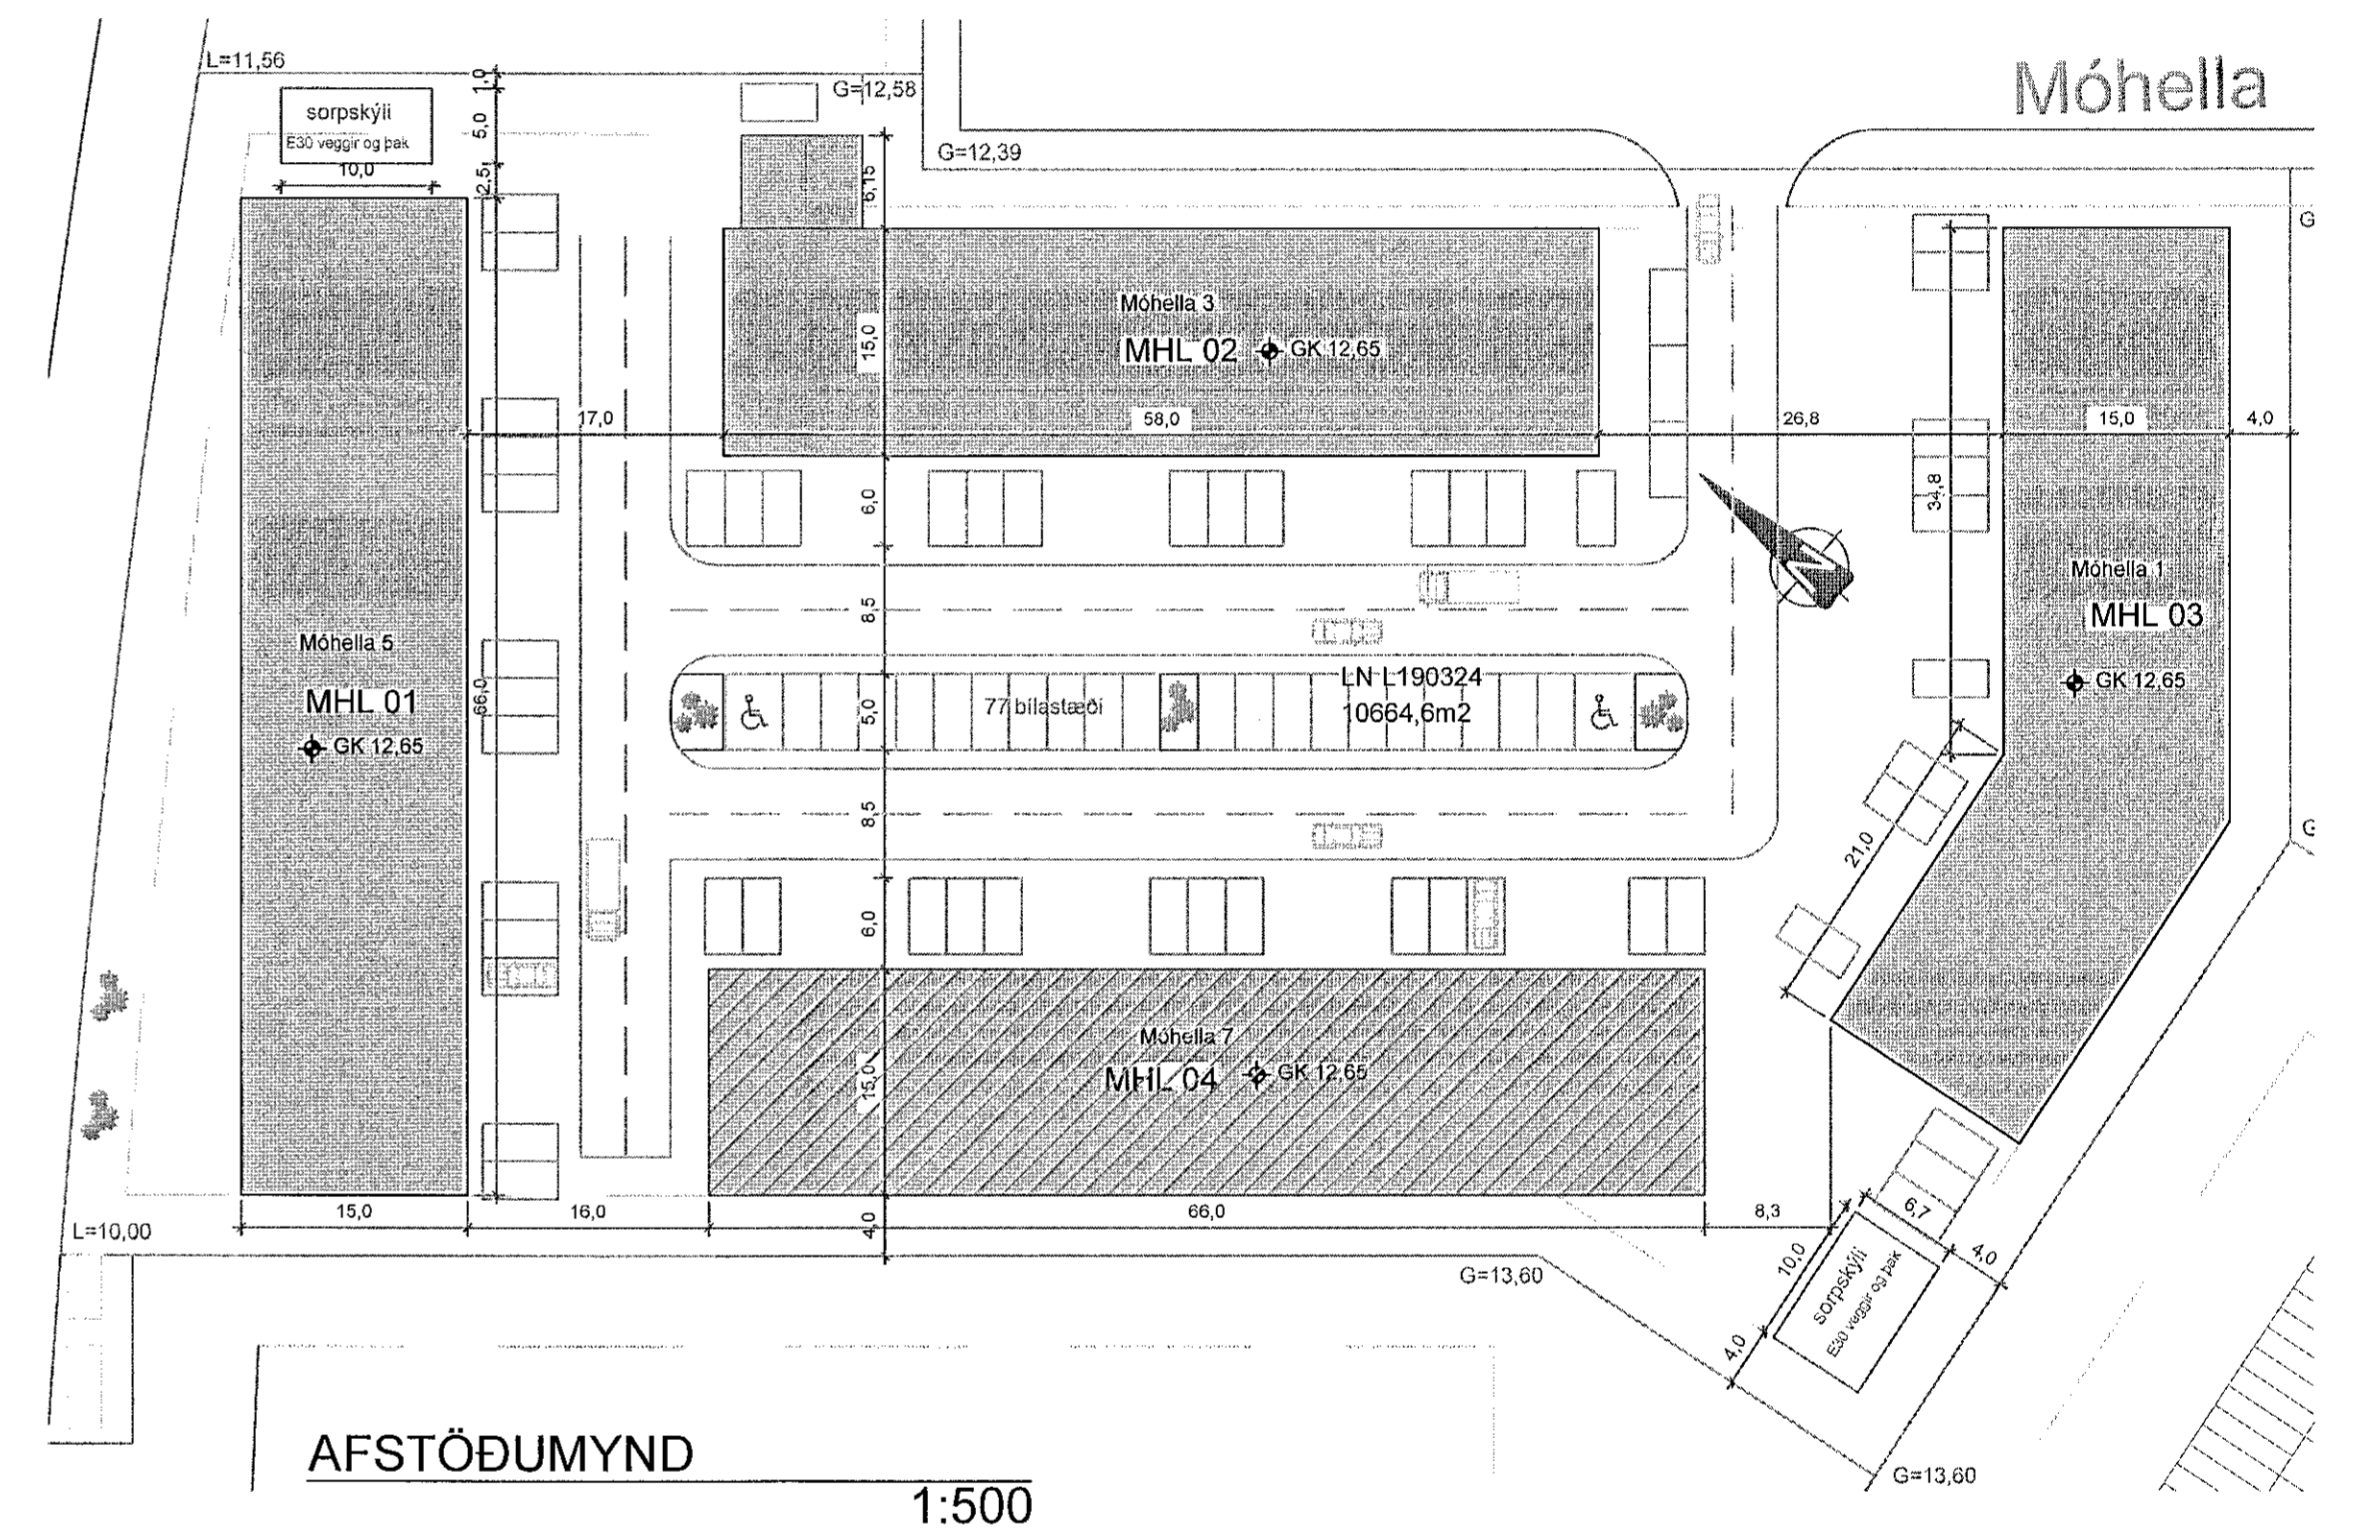 Móhella
L=11,56
G=12,58
G=12,39
G
1,0
5,0
2,5
sorpskýli
E30 veggir og þak
10,0
6,15
15,0
Móhella 3
MHL 02
GK 12,65
17,0
58,0
26,8
15,0
4,0
34,8
6,0
8,5
Móhella 1
MHL 03
GK 12,65
Móhella 5
MHL 01
GK 12,65
66,0
5,0
77 bílastæði
LN L190324
10664,6m2
8,5
21,0
G
6,0
Móhella 7
MHL 04
GK 12,65
15,0
15,0
16,0
4,0
66,0
8,3
L=10,00
G=13,60
6,7
4,0
10,0
sorpskýli
E30 veggir og þak
4,0
G=13,60
AFSTÖÐUMYND
1:500